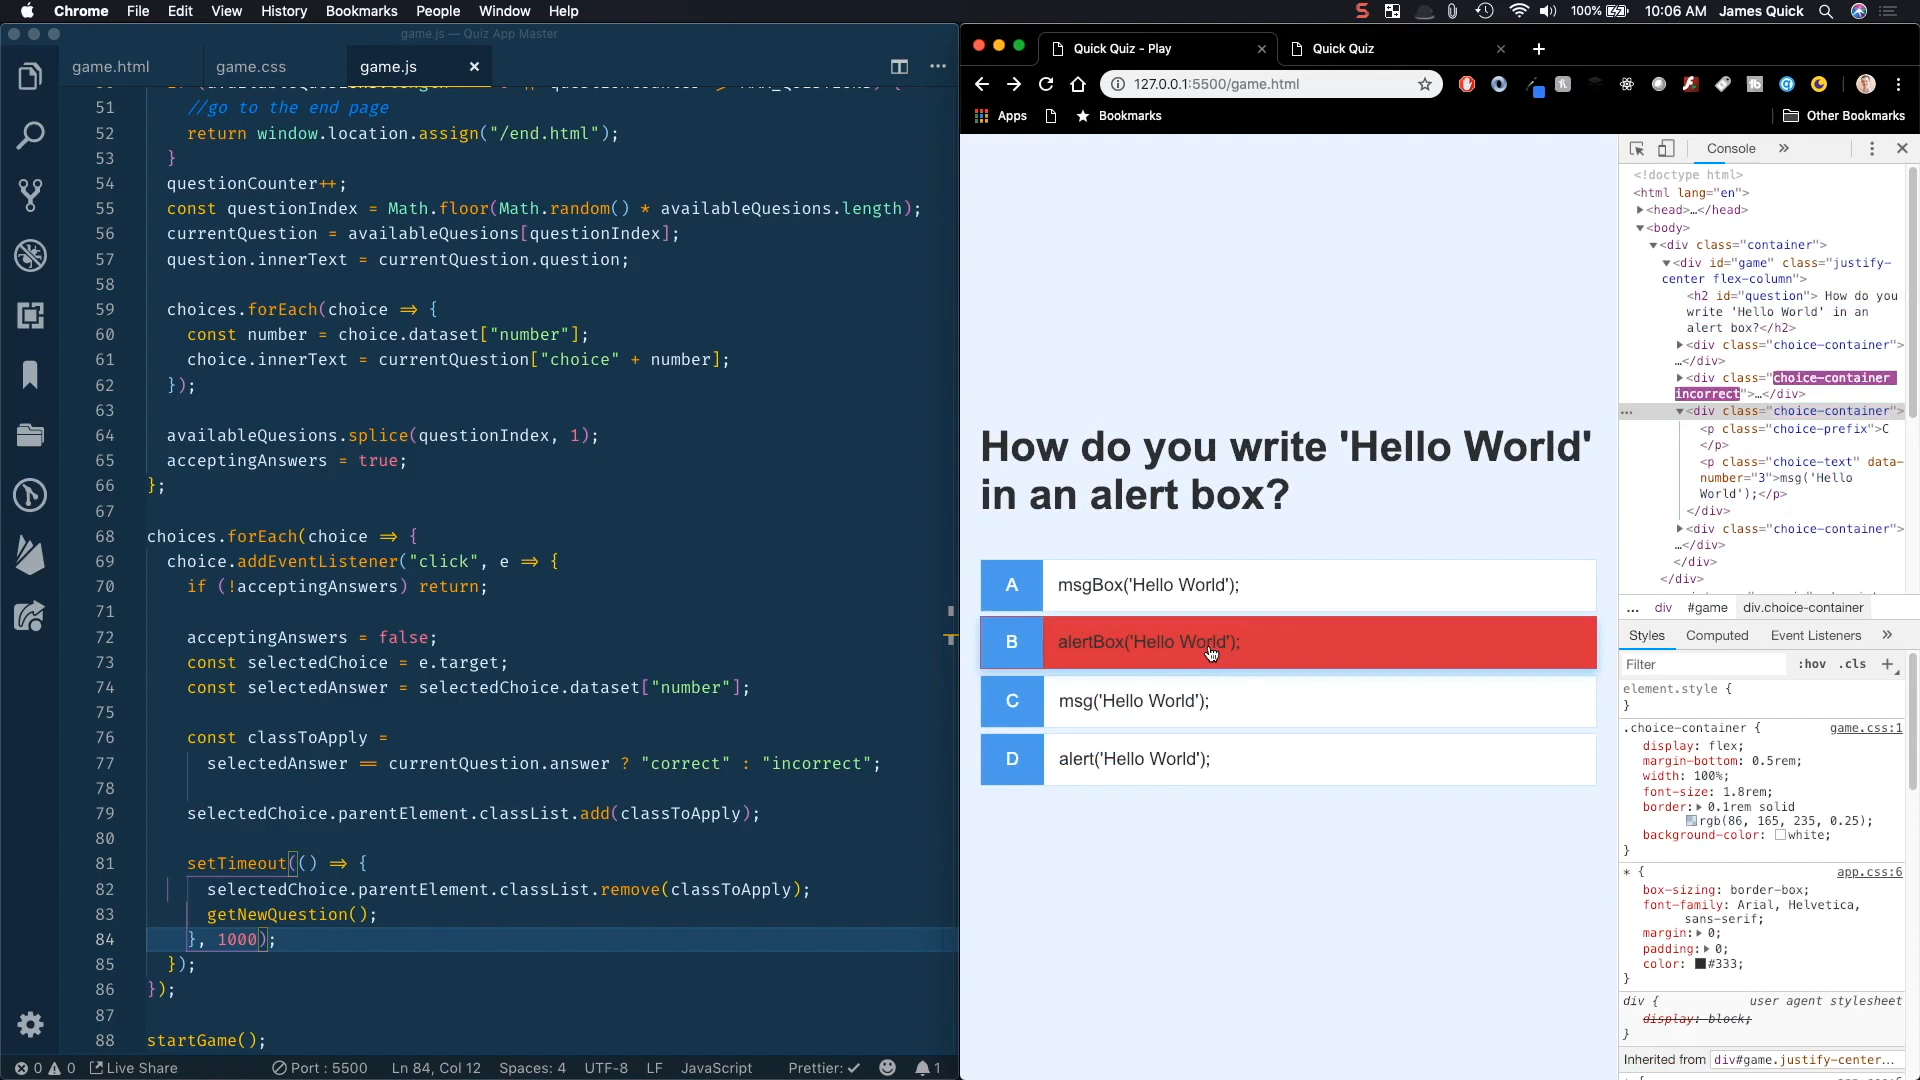 Chrome File Edit View History Bookmarks People Window Help
100% 10:06 AM James Quick
game.js — Quiz App Master
game.html game.css game.js
51 //go to the end page
52 return window.location.assign("/end.html");
53 }
54 questionCounter++;
55 const questionIndex = Math.floor(Math.random() * availableQuesions.length);
56 currentQuestion = availableQuesions[questionIndex];
57 question.innerText = currentQuestion.question;
58
59 choices.forEach(choice => {
60 const number = choice.dataset["number"];
61 choice.innerText = currentQuestion["choice" + number];
62 });
63
64 availableQuesions.splice(questionIndex, 1);
65 acceptingAnswers = true;
66 };
67
68 choices.forEach(choice => {
69 choice.addEventListener("click", e => {
70 if (!acceptingAnswers) return;
71
72 acceptingAnswers = false;
73 const selectedChoice = e.target;
74 const selectedAnswer = selectedChoice.dataset["number"];
75
76 const classToApply =
77 selectedAnswer == currentQuestion.answer ? "correct" : "incorrect";
78
79 selectedChoice.parentElement.classList.add(classToApply);
80
81 setTimeout(() => {
82 selectedChoice.parentElement.classList.remove(classToApply);
83 getNewQuestion();
84 }, 1000);
85 });
86 });
87
88 startGame();
0 0 Live Share Port : 5500 Ln 84, Col 12 Spaces: 4 UTF-8 LF JavaScript Prettier: ✓ 1
Quick Quiz - Play Quick Quiz
127.0.0.1:5500/game.html
Apps Bookmarks Other Bookmarks
How do you write 'Hello World'
in an alert box?
A msgBox('Hello World');
B alertBox('Hello World');
C msg('Hello World');
D alert('Hello World');
Console »
<!doctype html>
<html lang="en">
<head>…</head>
<body>
<div class="container">
<div id="game" class="justify-
center flex-column">
<h2 id="question"> How do you
write 'Hello World' in an
alert box?</h2>
<div class="choice-container">
…</div>
<div class="choice-container
incorrect">…</div>
<div class="choice-container">
<p class="choice-prefix">C
</p>
<p class="choice-text" data-
number="3">msg('Hello
World');</p>
</div>
<div class="choice-container">
…</div>
</div>
</div>
... div #game div.choice-container
Styles Computed Event Listeners »
Filter :hov .cls +
element.style {
}
.choice-container { game.css:1
display: flex;
margin-bottom: 0.5rem;
width: 100%;
font-size: 1.8rem;
border: 0.1rem solid
rgb(86, 165, 235, 0.25);
background-color: white;
}
* { app.css:6
box-sizing: border-box;
font-family: Arial, Helvetica,
sans-serif;
margin: 0;
padding: 0;
color: #333;
}
div { user agent stylesheet
display: block;
}
Inherited from div#game.justify-center...